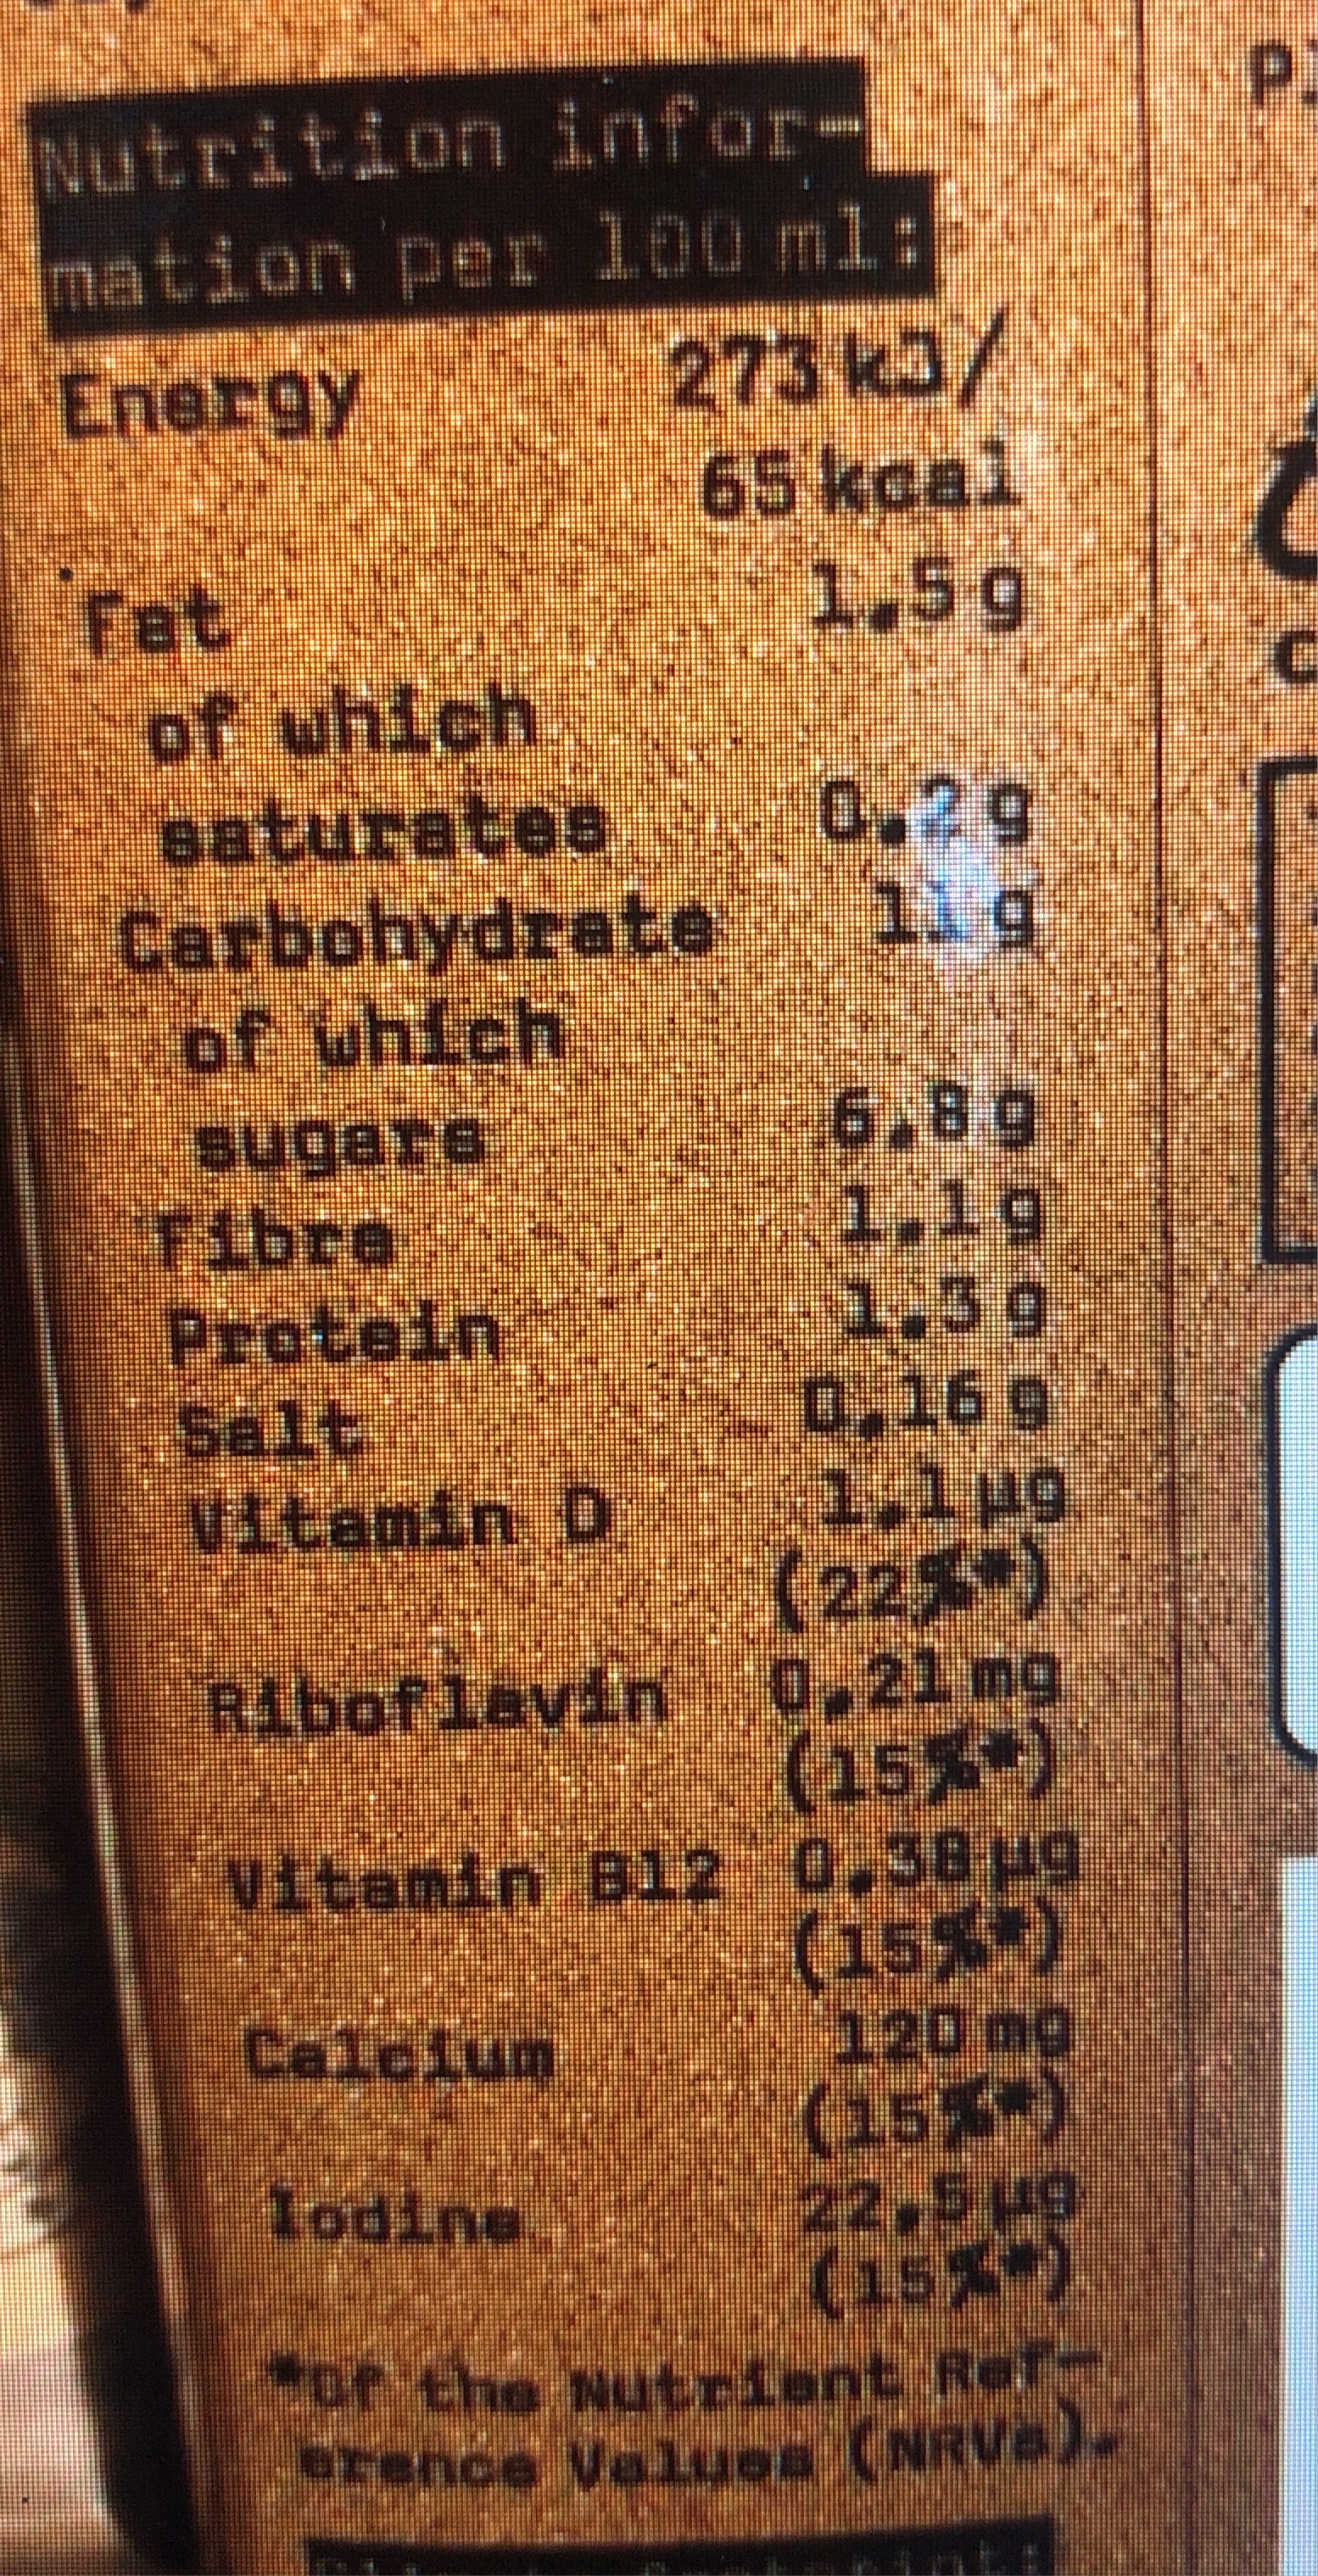 Nutrition infor-
mation per 100 ml:
Energy 273 kJ/
65 kcal
Fat 1.5 g
of which
saturates 0.2 g
Carbohydrate 11 g
of which
sugars 6.8 g
Fibre 1.1 g
Protein 1.3 g
Salt 0.16 g
Vitamin D 1.1 µg
(22%*)
Riboflavin 0.21 mg
(15%*)
Vitamin B12 0.38 µg
(15%*)
Calcium 120 mg
(15%*)
Iodine 22.5 µg
(15%*)
*Of the Nutrient Ref-
erence Values (NRVs).